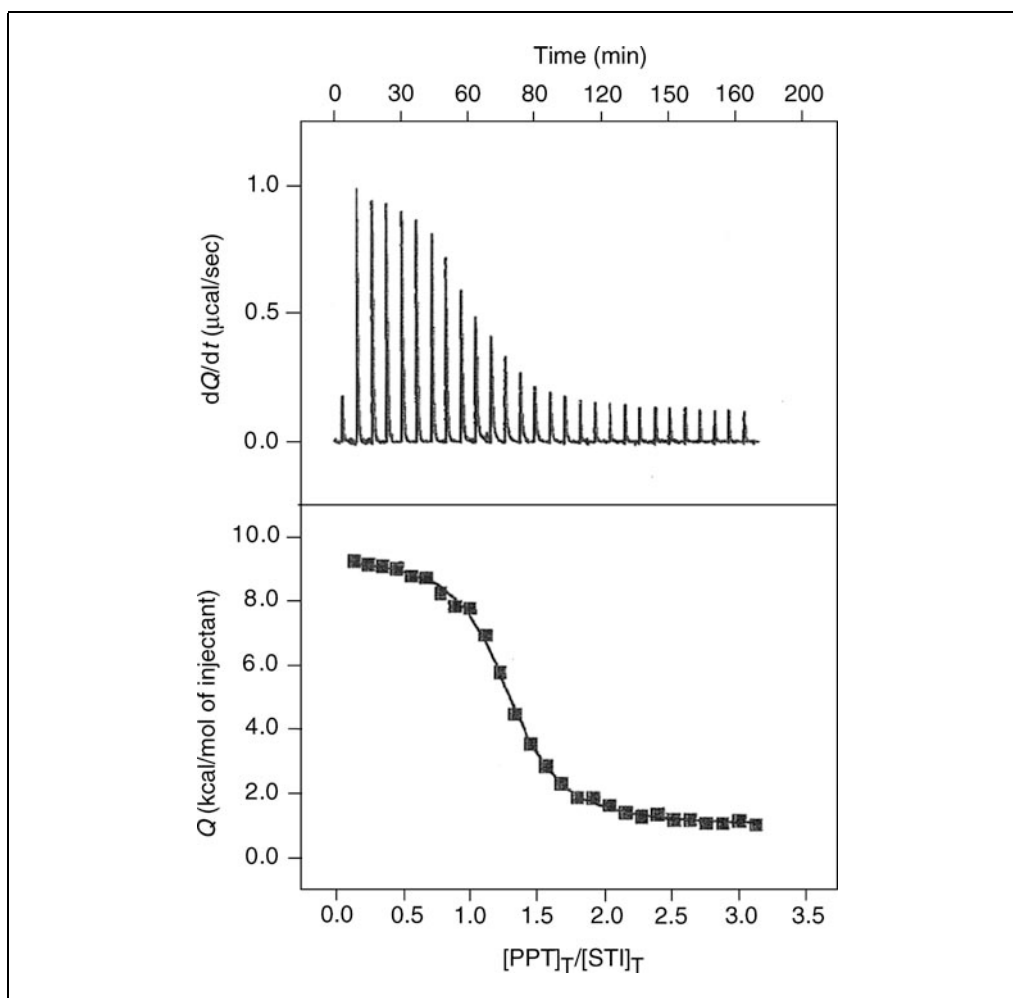 Time (min)
0 30 40 60 80 120 150 160 200
1.0
0.5
0.0
dQ/dt (μcal/sec)
10.0
8.0
6.0
4.0
2.0
0.0
Q (kcal/mol of injectant)
0.0 0.5 1.0 1.5 2.0 2.5 3.0 3.5
[PPT]T/[STI]T